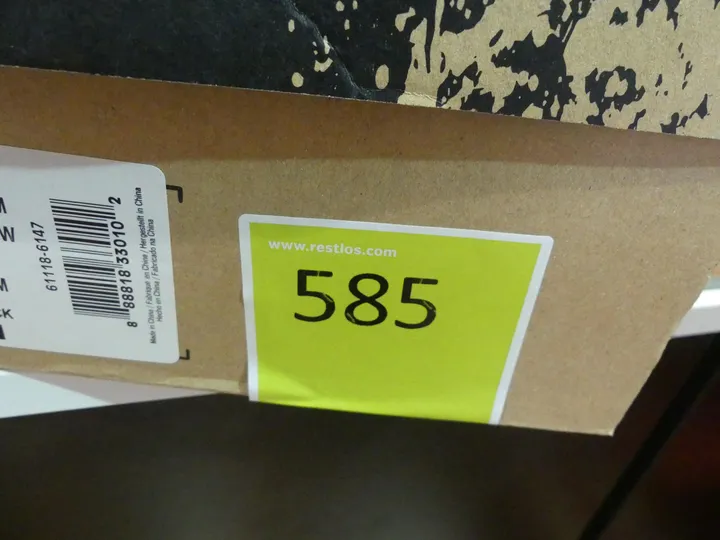 M
W
M
CK
61118-6147
8 88818 33010 2
Made in China / Fabriqué en Chine / Hergestellt in China
Hecho en China / Fabricado na China
www.restlos.com
585